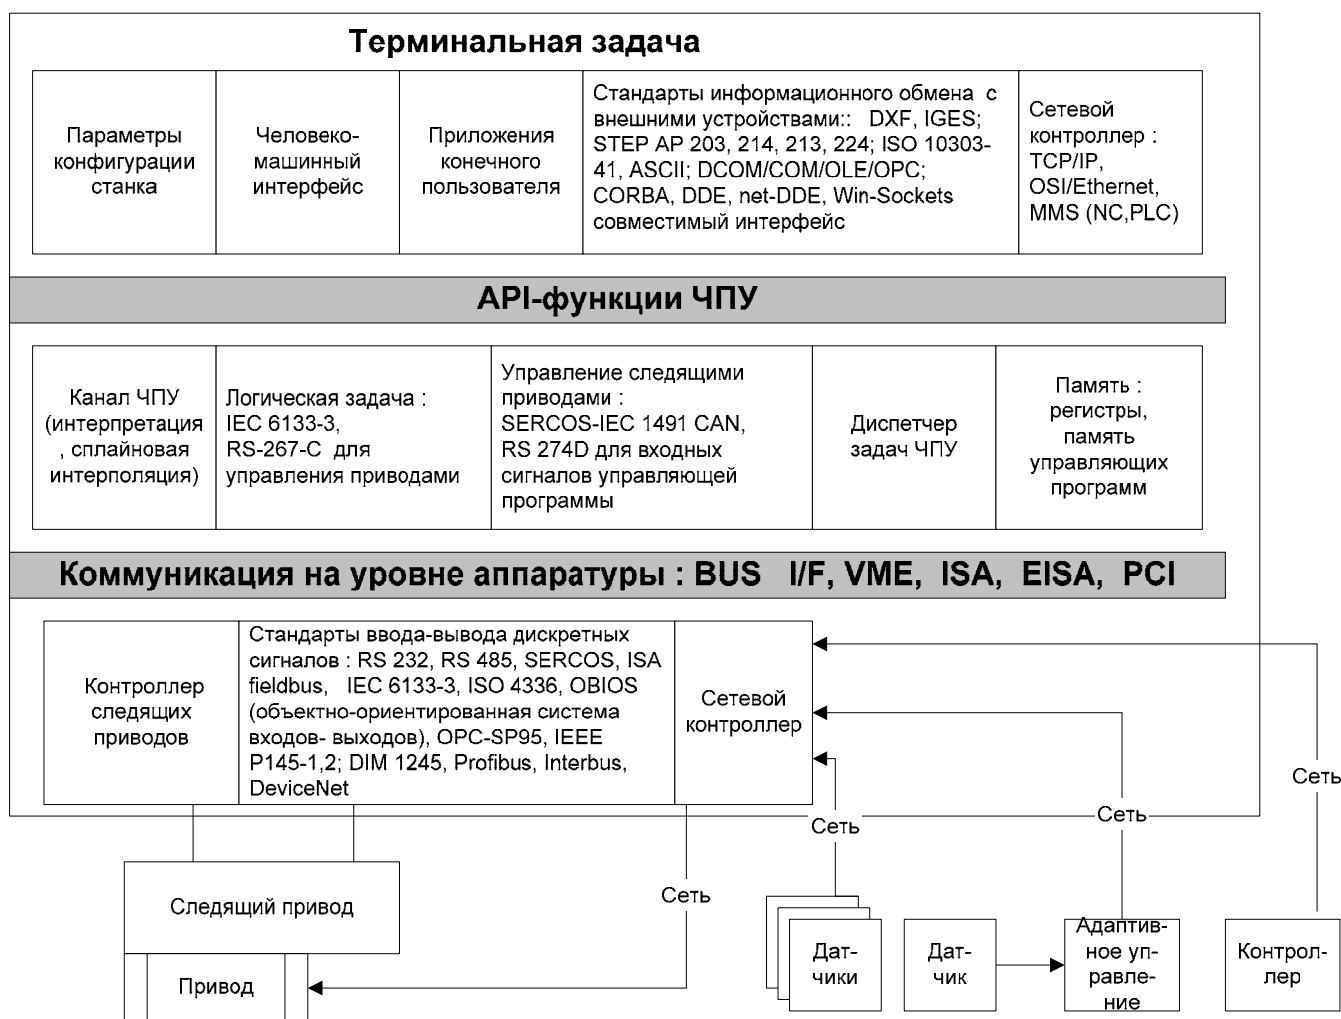 Терминальная задача
Параметры
конфигурации
станка
Человеко-
машинный
интерфейс
Приложения
конечного
пользователя
Стандарты информационного обмена с
внешними устройствами:: DXF, IGES;
STEP AP 203, 214, 213, 224; ISO 10303-
41, ASCII; DCOM/COM/OLE/OPC;
CORBA, DDE, net-DDE, Win-Sockets
совместимый интерфейс
Сетевой
контроллер :
TCP/IP,
OSI/Ethernet,
MMS (NC,PLC)
API-функции ЧПУ
Канал ЧПУ
(интерпретация
, сплайновая
интерполяция)
Логическая задача :
IEC 6133-3,
RS-267-C для
управления приводами
Управление следящими
приводами :
SERCOS-IEC 1491 CAN,
RS 274D для входных
сигналов управляющей
программы
Диспетчер
задач ЧПУ
Память :
регистры,
память
управляющих
программ
Коммуникация на уровне аппаратуры : BUS I/F, VME, ISA, EISA, PCI
Контроллер
следящих
приводов
Стандарты ввода-вывода дискретных
сигналов : RS 232, RS 485, SERCOS, ISA
fieldbus, IEC 6133-3, ISO 4336, OBIOS
(объектно-ориентированная система
входов- выходов), OPC-SP95, IEEE
P145-1,2; DIM 1245, Profibus, Interbus,
DeviceNet
Сетевой
контроллер
Сеть
Сеть
Сеть
Сеть
Следящий привод
Привод
Дат-
чики
Дат-
чик
Адаптив-
ное уп-
равле-
ние
Контрол-
лер